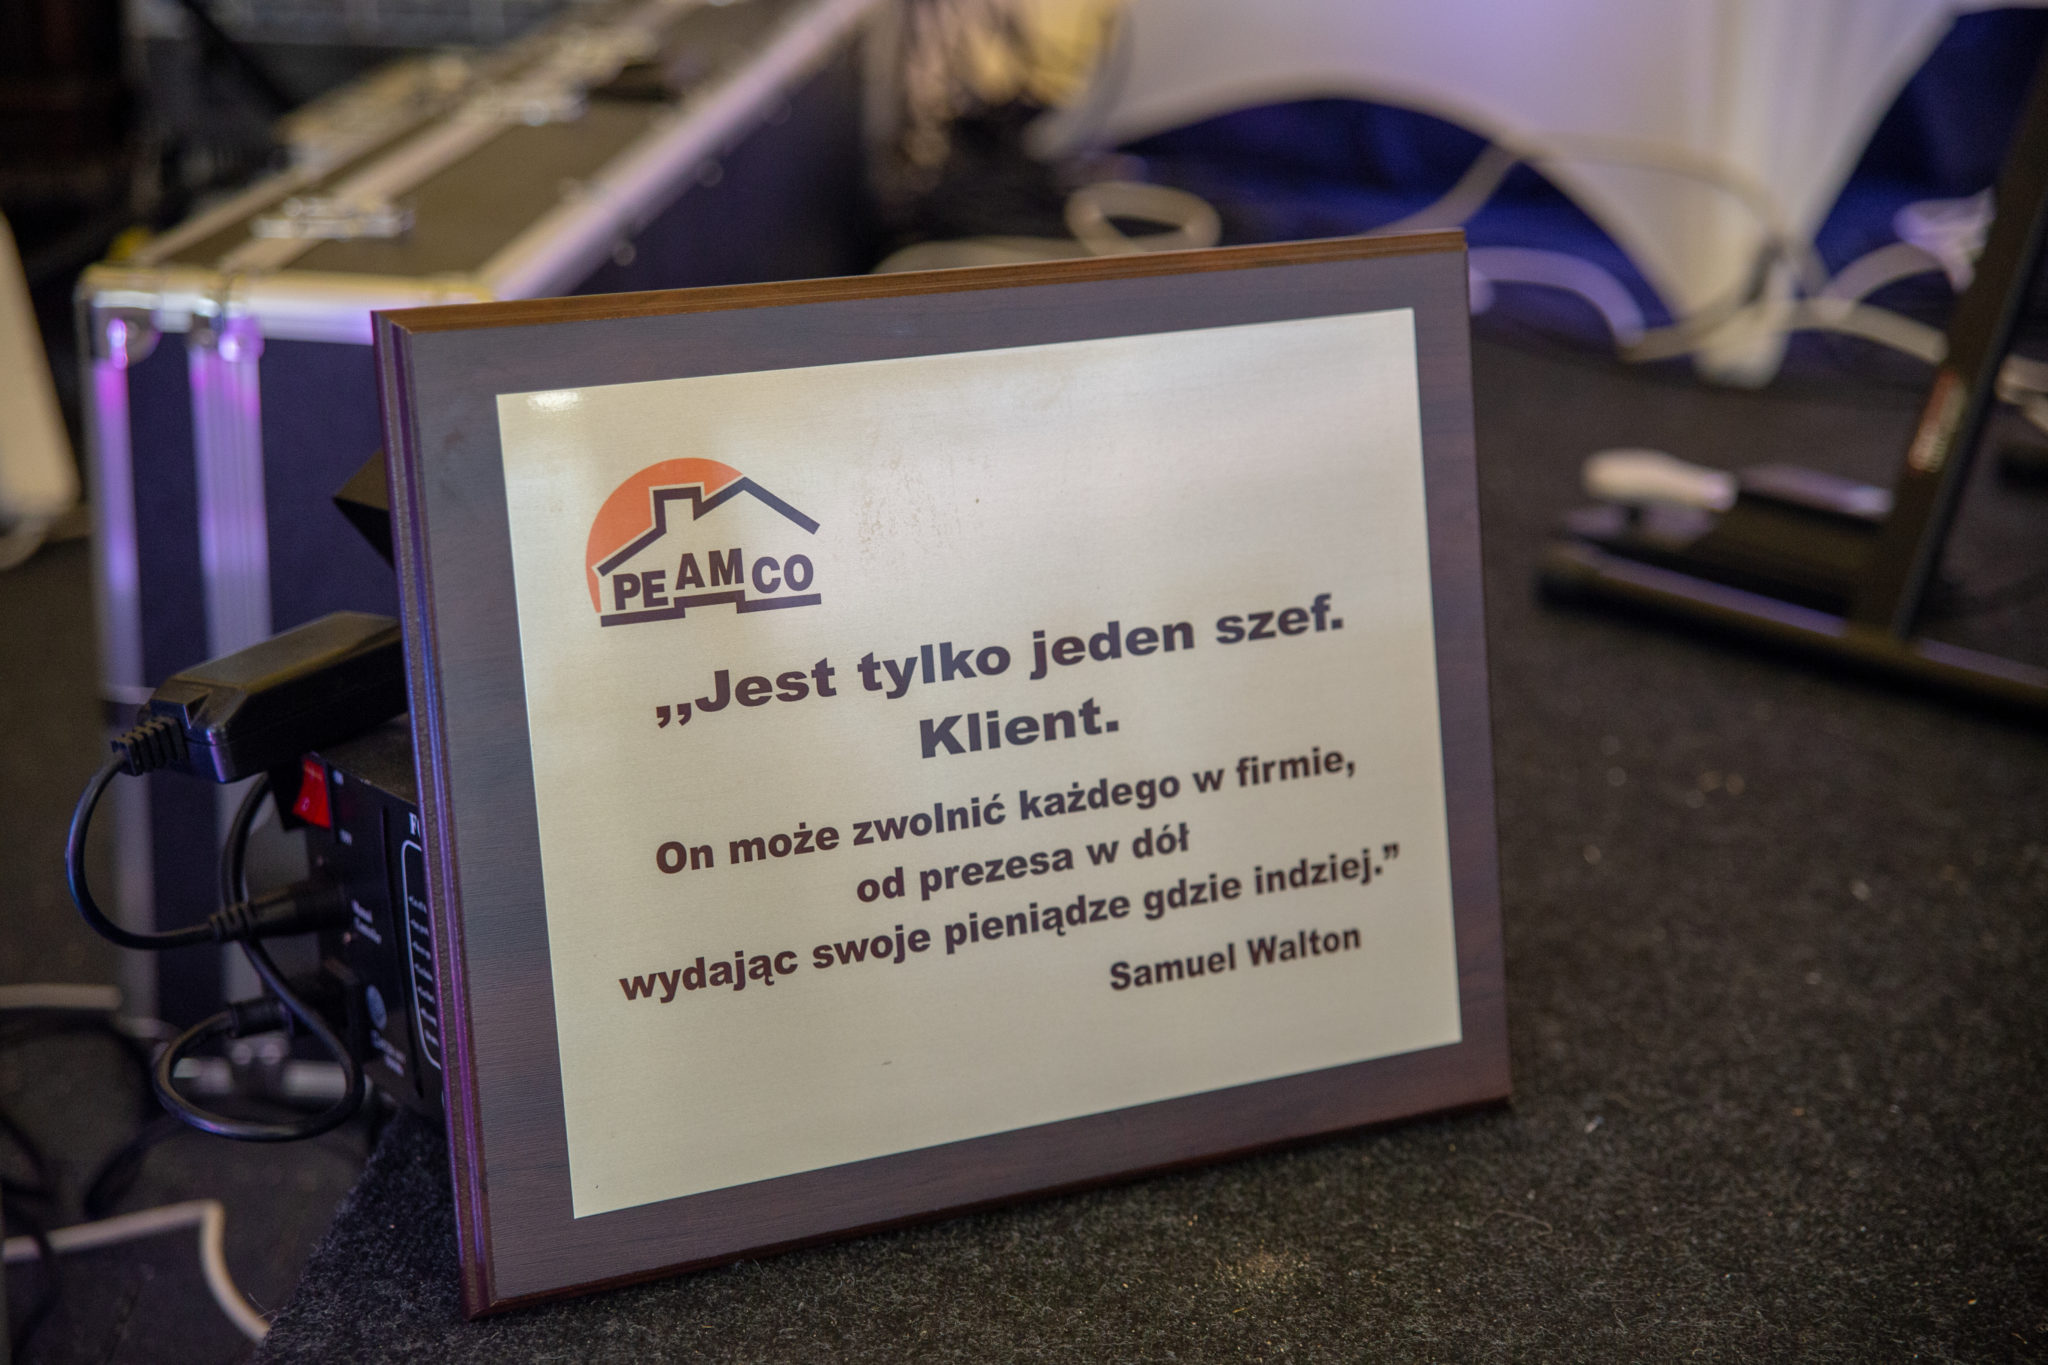 PEAMCO
,,Jest tylko jeden szef.
Klient.
On może zwolnić każdego w firmie,
od prezesa w dół
wydając swoje pieniądze gdzie indziej.”
Samuel Walton